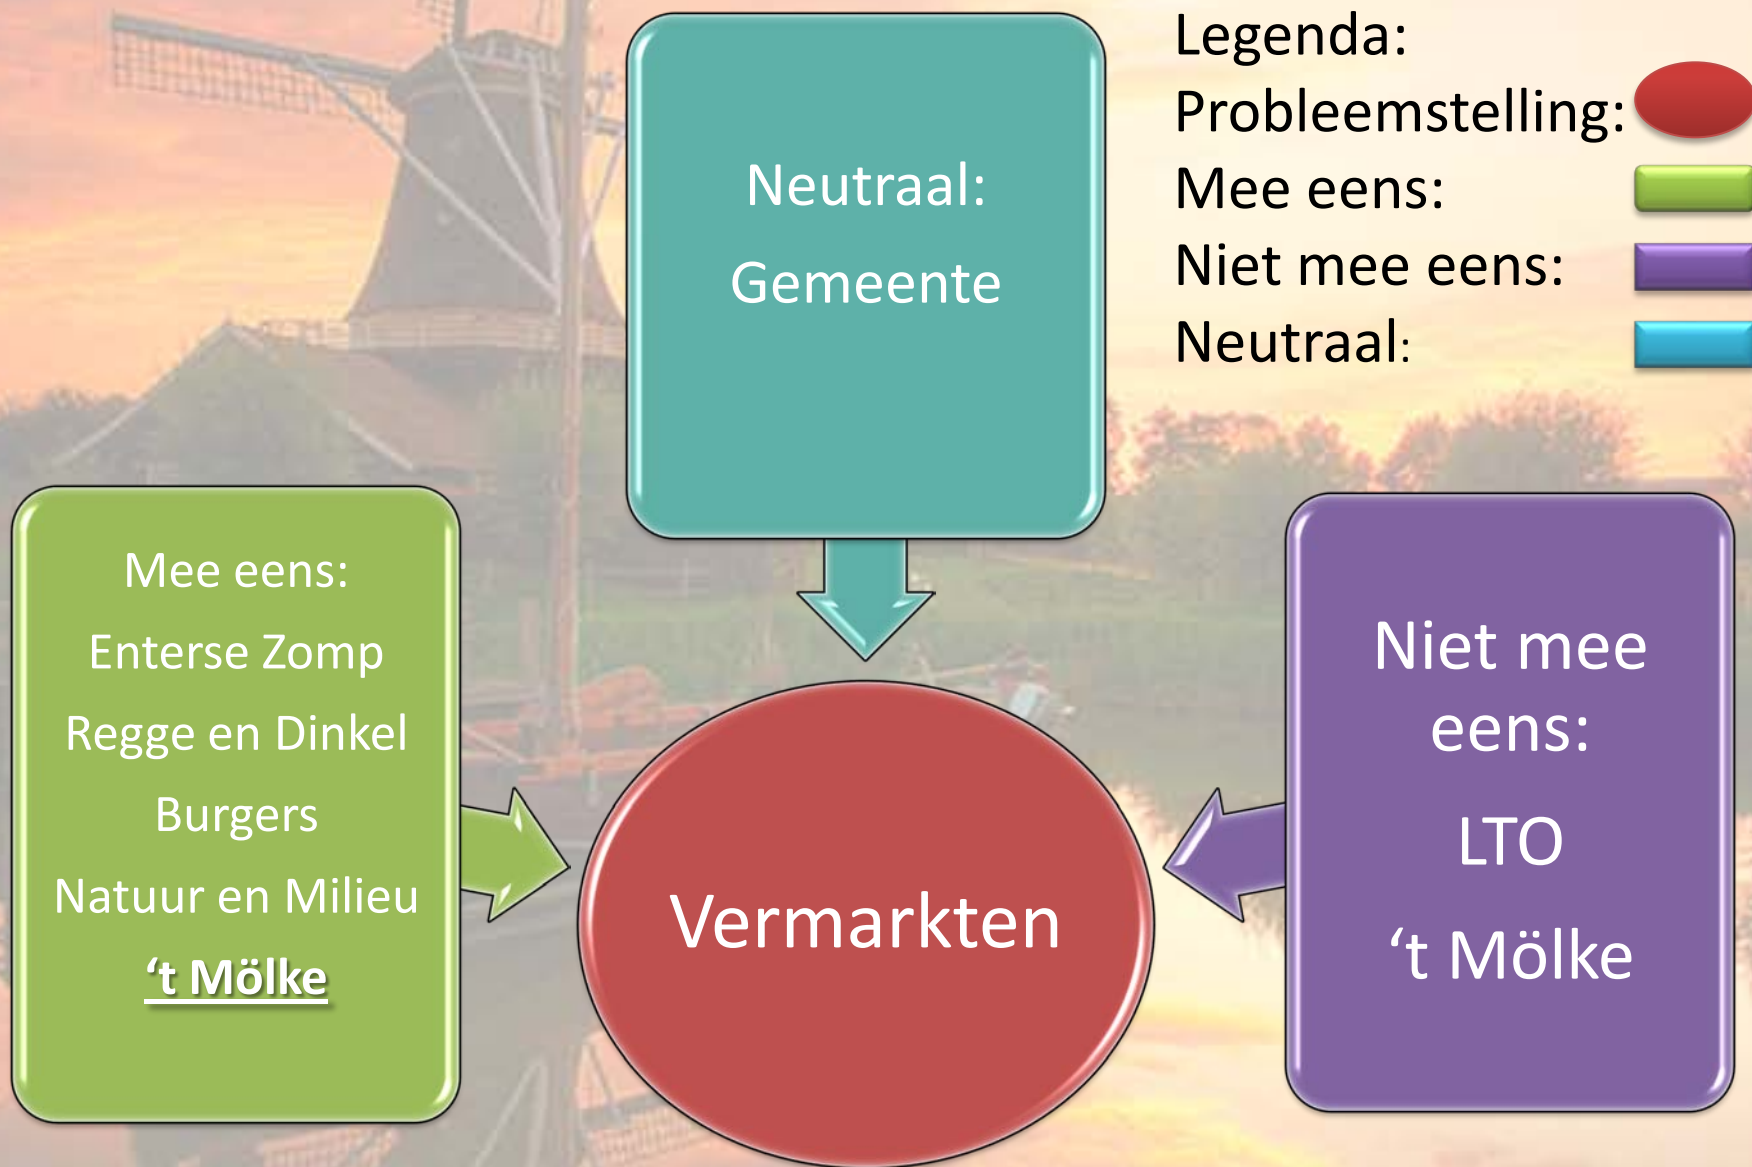 Legenda:
Probleemstelling:
Mee eens:
Niet mee eens:
Neutraal:
Neutraal:
Gemeente
Mee eens:
Enterse Zomp
Regge en Dinkel
Burgers
Natuur en Milieu
‘t Mölke
Vermarkten
Niet mee
eens:
LTO
‘t Mölke